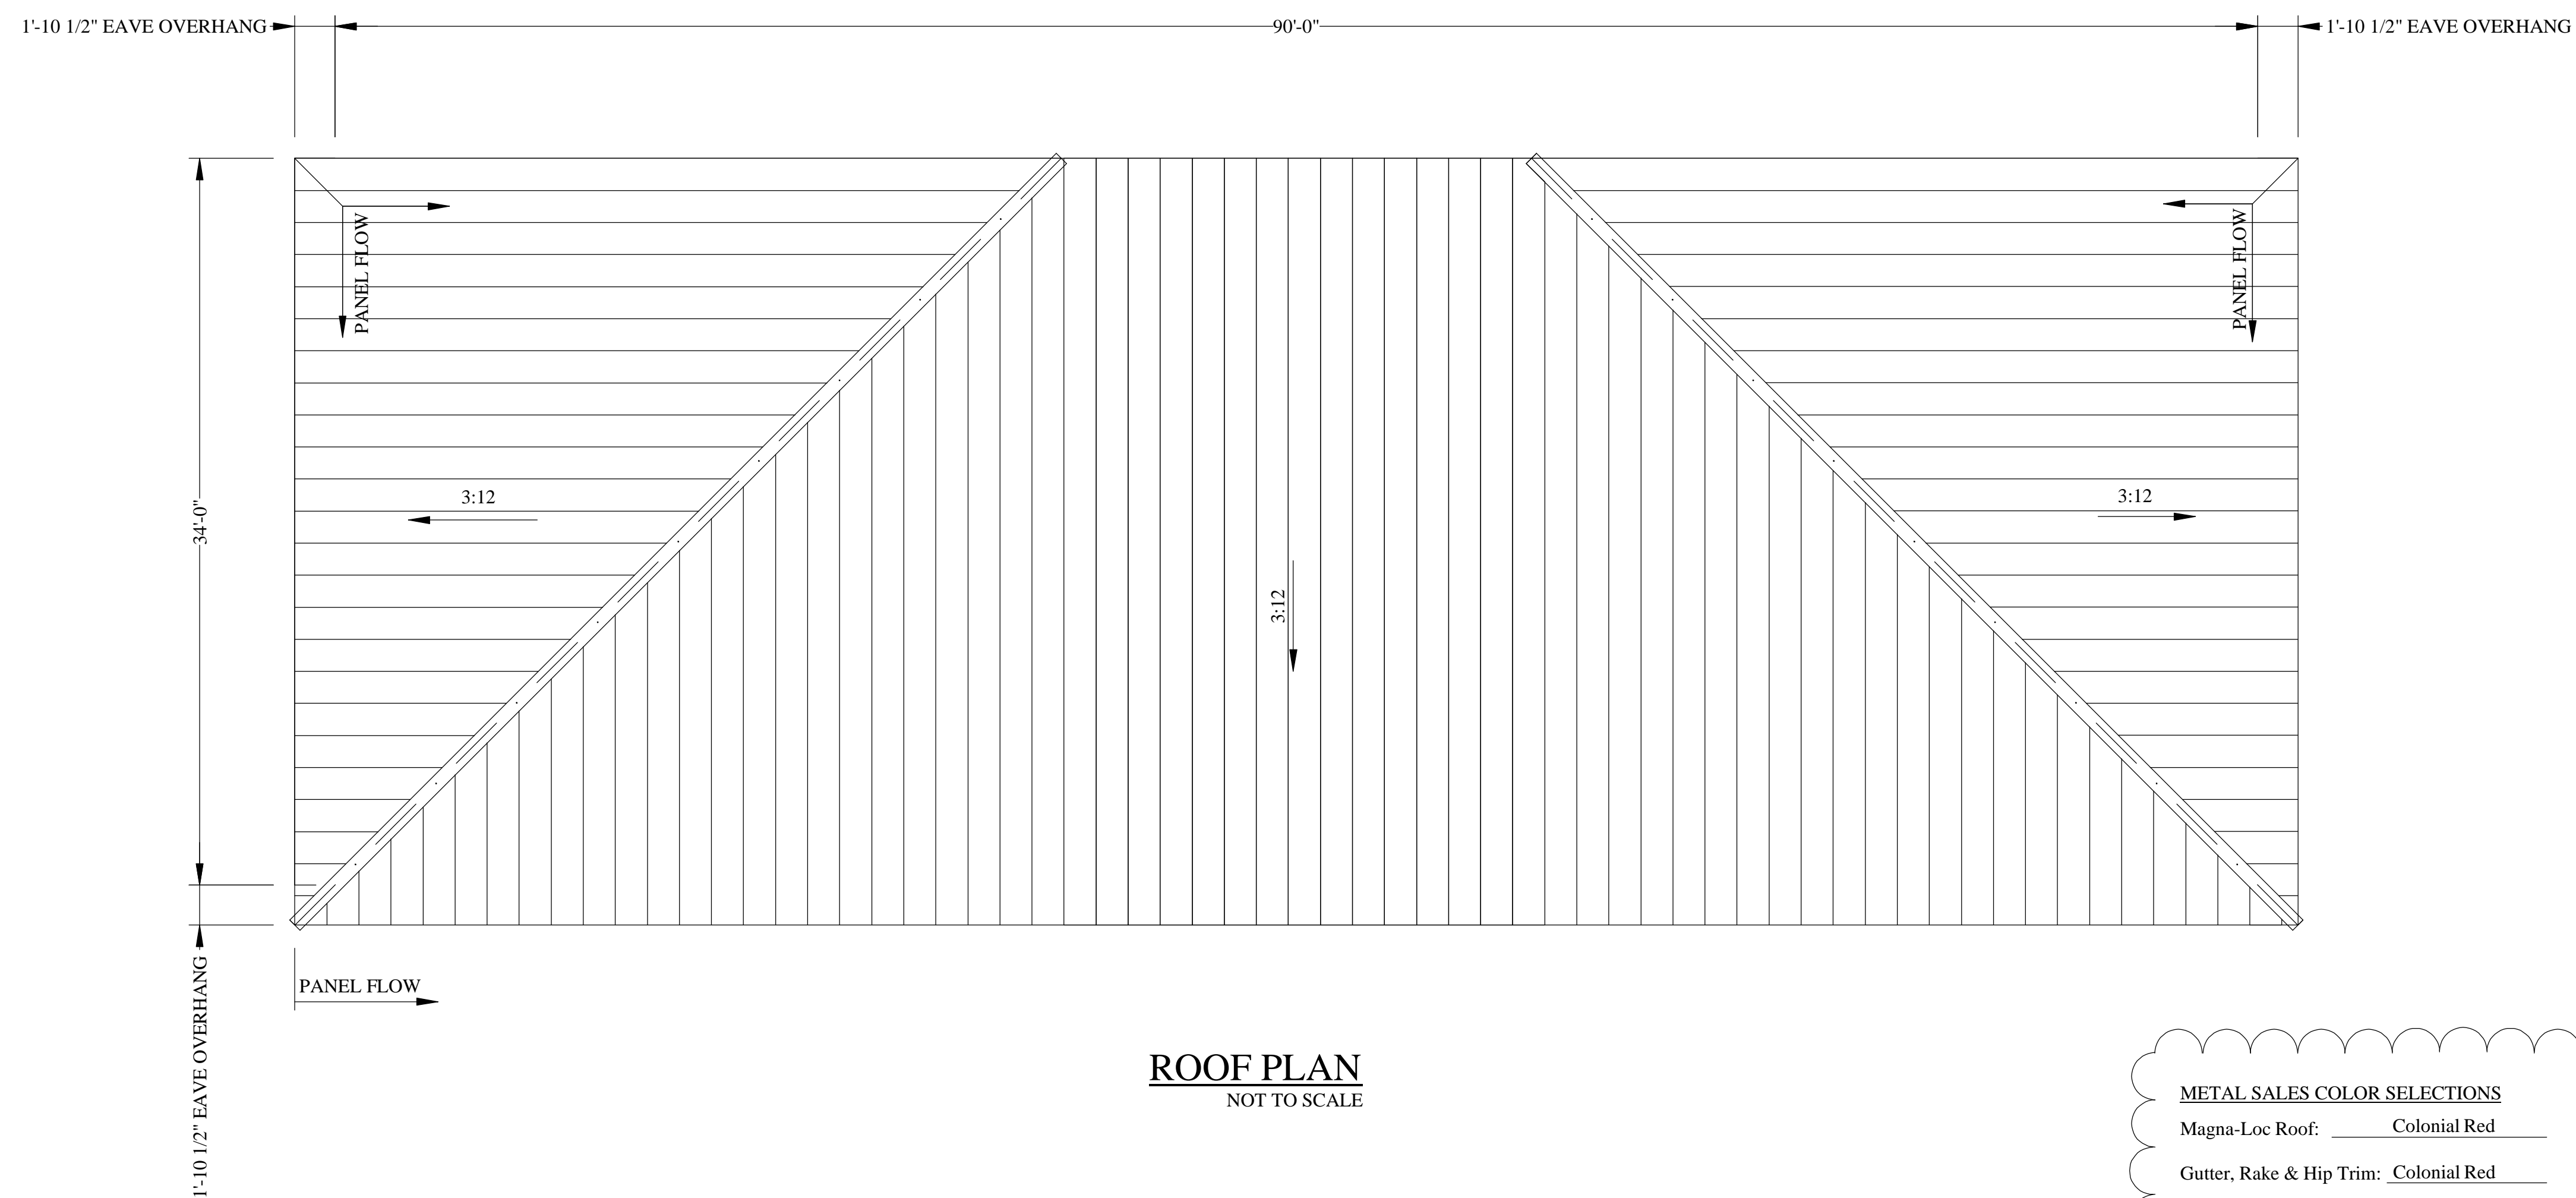 1'-10 1/2" EAVE OVERHANG
90'-0"
1'-10 1/2" EAVE OVERHANG
PANEL FLOW
PANEL FLOW
34'-0"
3:12
3:12
3:12
1'-10 1/2" EAVE OVERHANG
PANEL FLOW
ROOF PLAN
NOT TO SCALE
METAL SALES COLOR SELECTIONS
Magna-Loc Roof: Colonial Red
Gutter, Rake & Hip Trim: Colonial Red